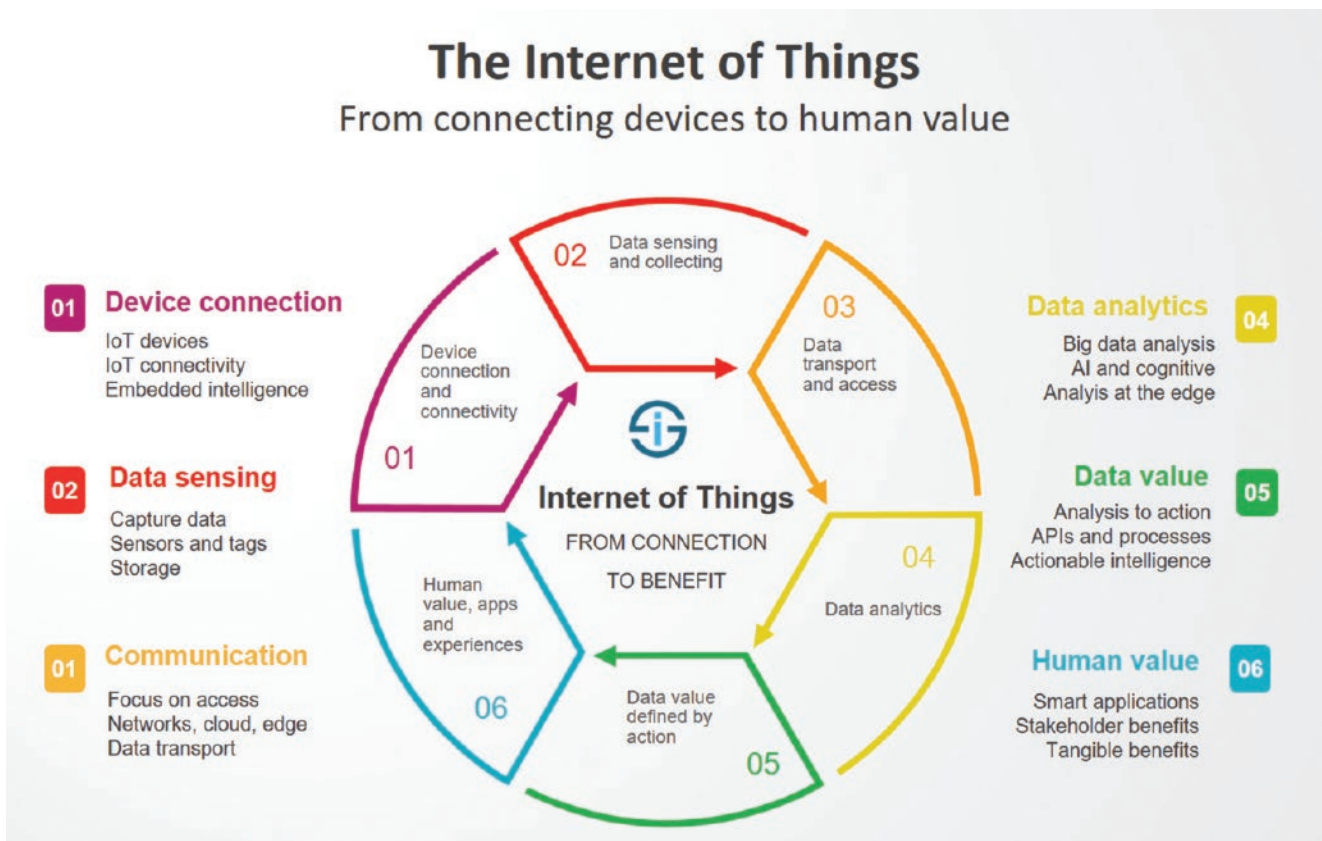 The Internet of Things
From connecting devices to human value
01 Device connection
IoT devices
IoT connectivity
Embedded intelligence
02 Data sensing
Capture data
Sensors and tags
Storage
01 Communication
Focus on access
Networks, cloud, edge
Data transport
01
Device
connection
and
connectivity
02
Data sensing
and collecting
03
Data
transport
and access
04
Data analytics
Data value
defined by
action
05
Human
value, apps
and
experiences
06
SiG
Internet of Things
FROM CONNECTION
TO BENEFIT
Data analytics 04
Big data analysis
AI and cognitive
Analyis at the edge
Data value 05
Analysis to action
APIs and processes
Actionable intelligence
Human value 06
Smart applications
Stakeholder benefits
Tangible benefits